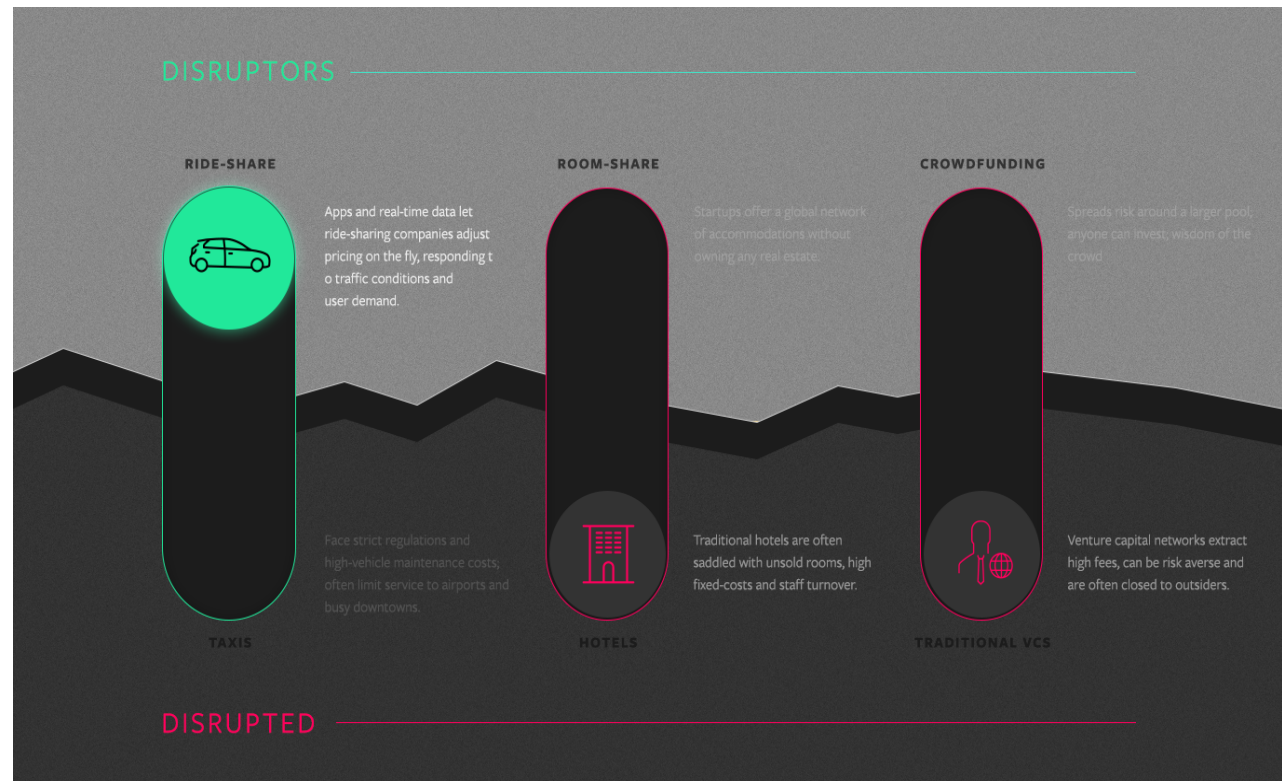 DISRUPTORS
RIDE-SHARE
Apps and real-time data let
ride-sharing companies adjust
pricing on the fly, responding t
o traffic conditions and
user demand.
ROOM-SHARE
Startups offer a global network
of accommodations without
owning any real estate.
CROWDFUNDING
Spreads risk around a larger pool;
anyone can invest; wisdom of the
crowd
Face strict regulations and
high-vehicle maintenance costs;
often limit service to airports and
busy downtowns.
TAXIS
Traditional hotels are often
saddled with unsold rooms, high
fixed-costs and staff turnover.
HOTELS
Venture capital networks extract
high fees, can be risk averse and
are often closed to outsiders.
TRADITIONAL VCS
DISRUPTED